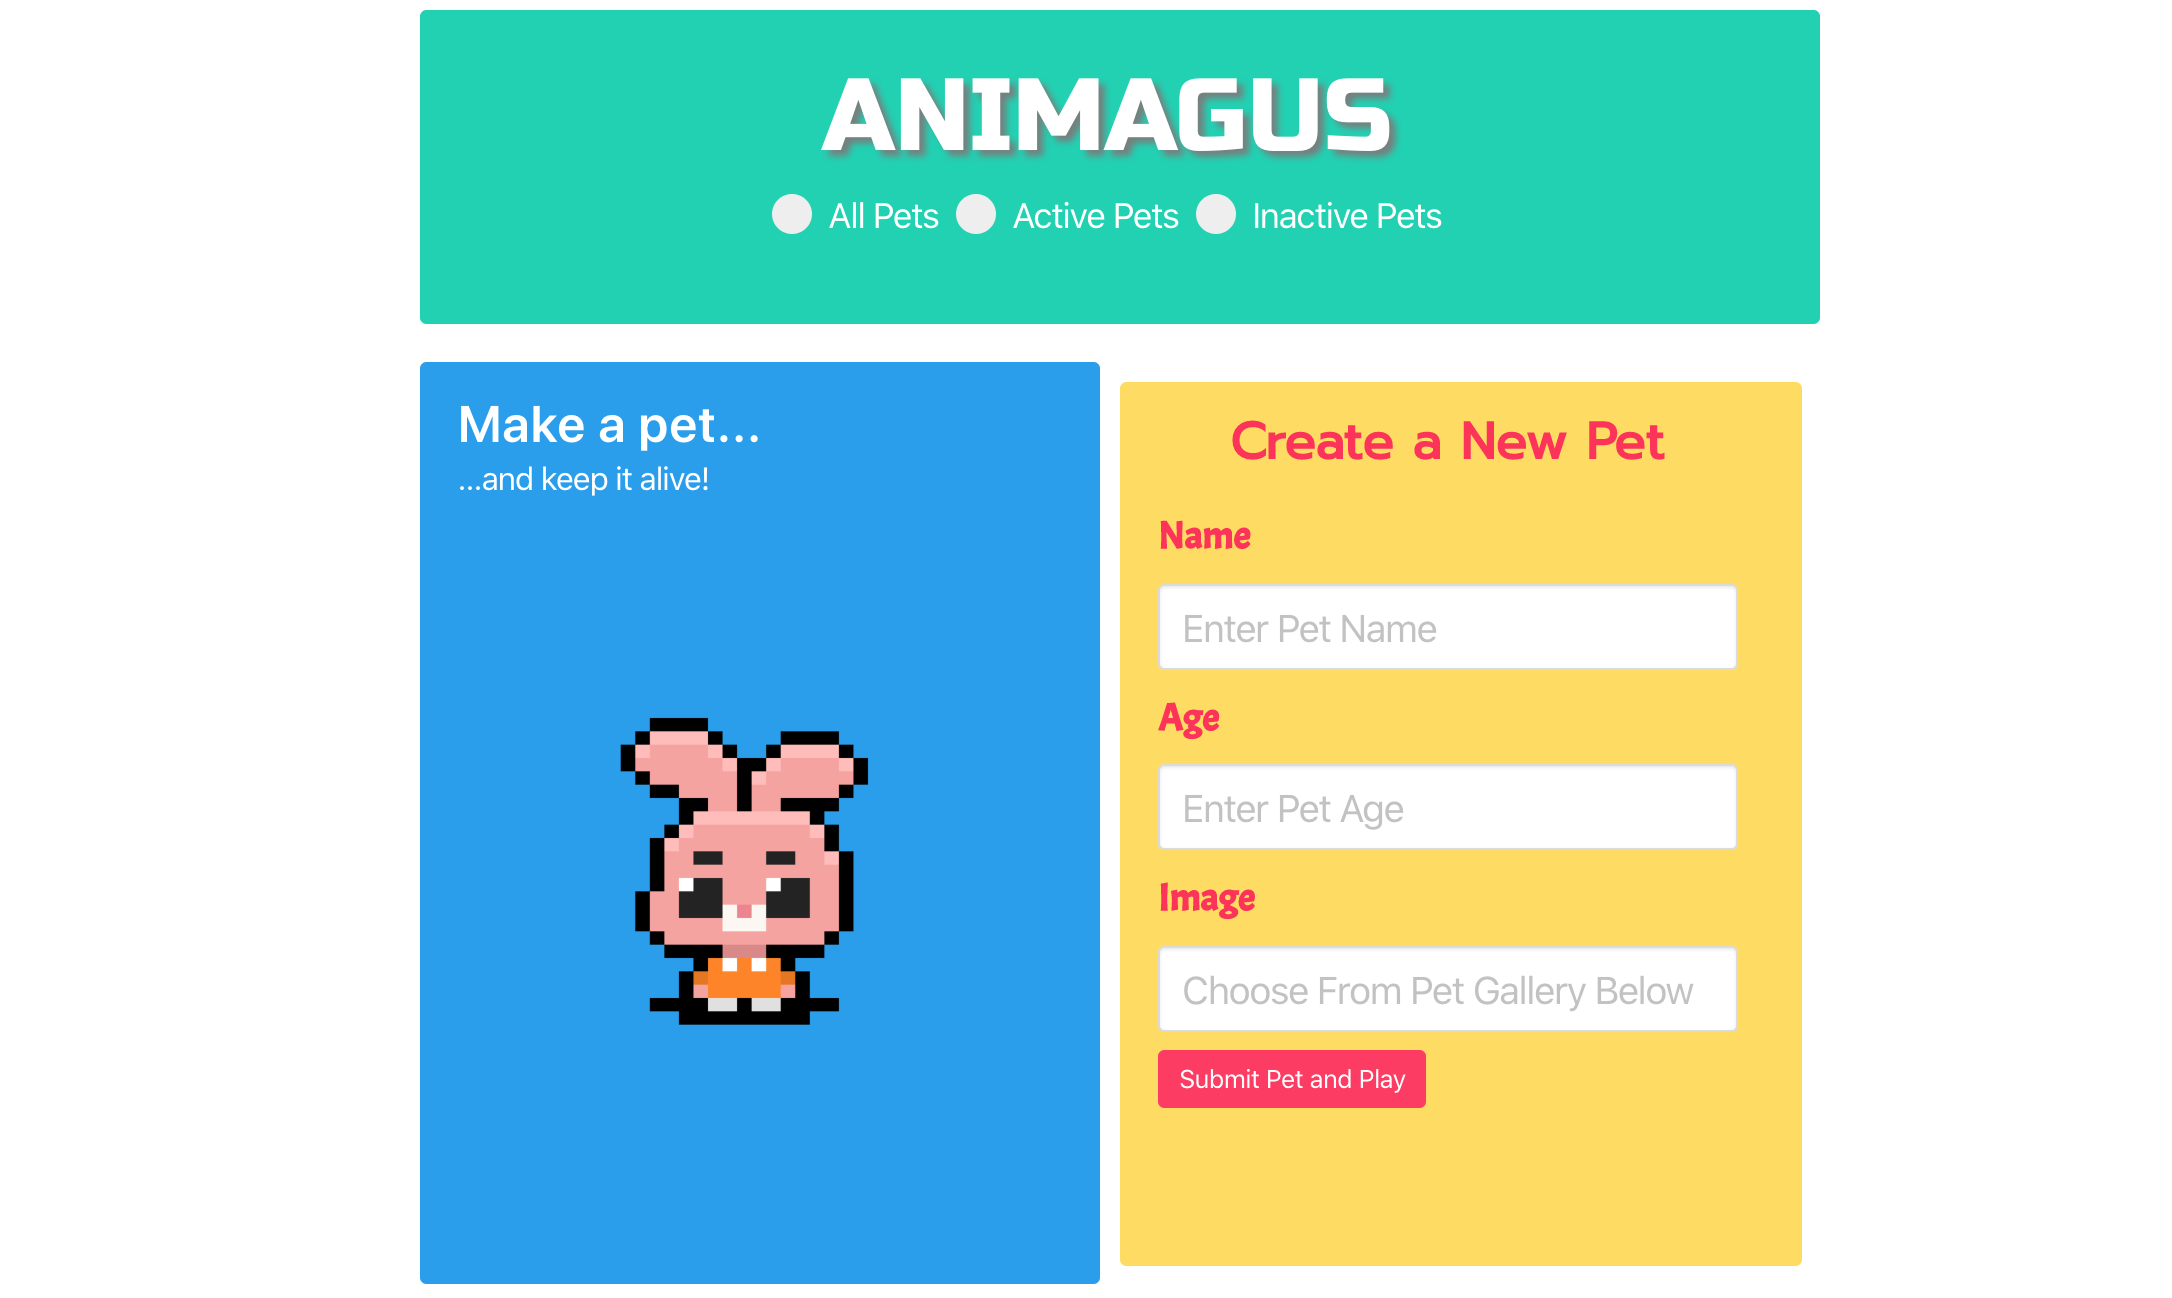 ANIMAGUS
All Pets Active Pets Inactive Pets
Make a pet...
...and keep it alive!
Create a New Pet
Name
Enter Pet Name
Age
Enter Pet Age
Image
Choose From Pet Gallery Below
Submit Pet and Play